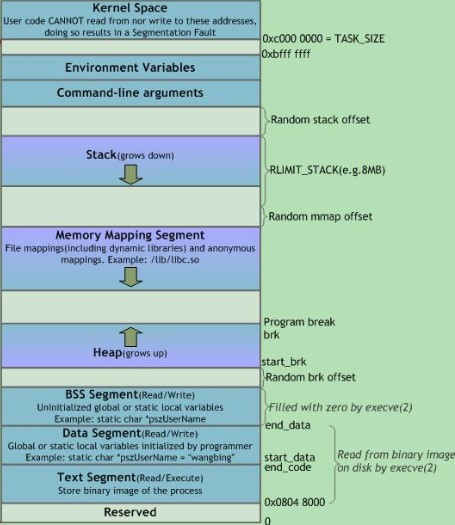 Kernel Space
User code CANNOT read from nor write to these addresses,
doing so results in a Segmentation Fault
0xc000 0000 = TASK_SIZE
0xbfff ffff
Environment Variables
Command-line arguments
Random stack offset
Stack(grows down)
RLIMIT_STACK(e.g.8MB)
Random mmap offset
Memory Mapping Segment
File mappings(including dynamic libraries) and anonymous
mappings. Example: /lib/libc.so
Program break
brk
Heap(grows up)
start_brk
Random brk offset
BSS Segment(Read/Write)
Uninitialized global or static local variables
Example: static char *pszUserName
Filled with zero by execve(2)
end_data
Data Segment(Read/Write)
Global or static local variables initialized by programmer
Example: static char *pszUserName = "wangbing"
start_data
end_code
Read from binary image
on disk by execve(2)
Text Segment(Read/Execute)
Store binary image of the process
0x0804 8000
Reserved
0